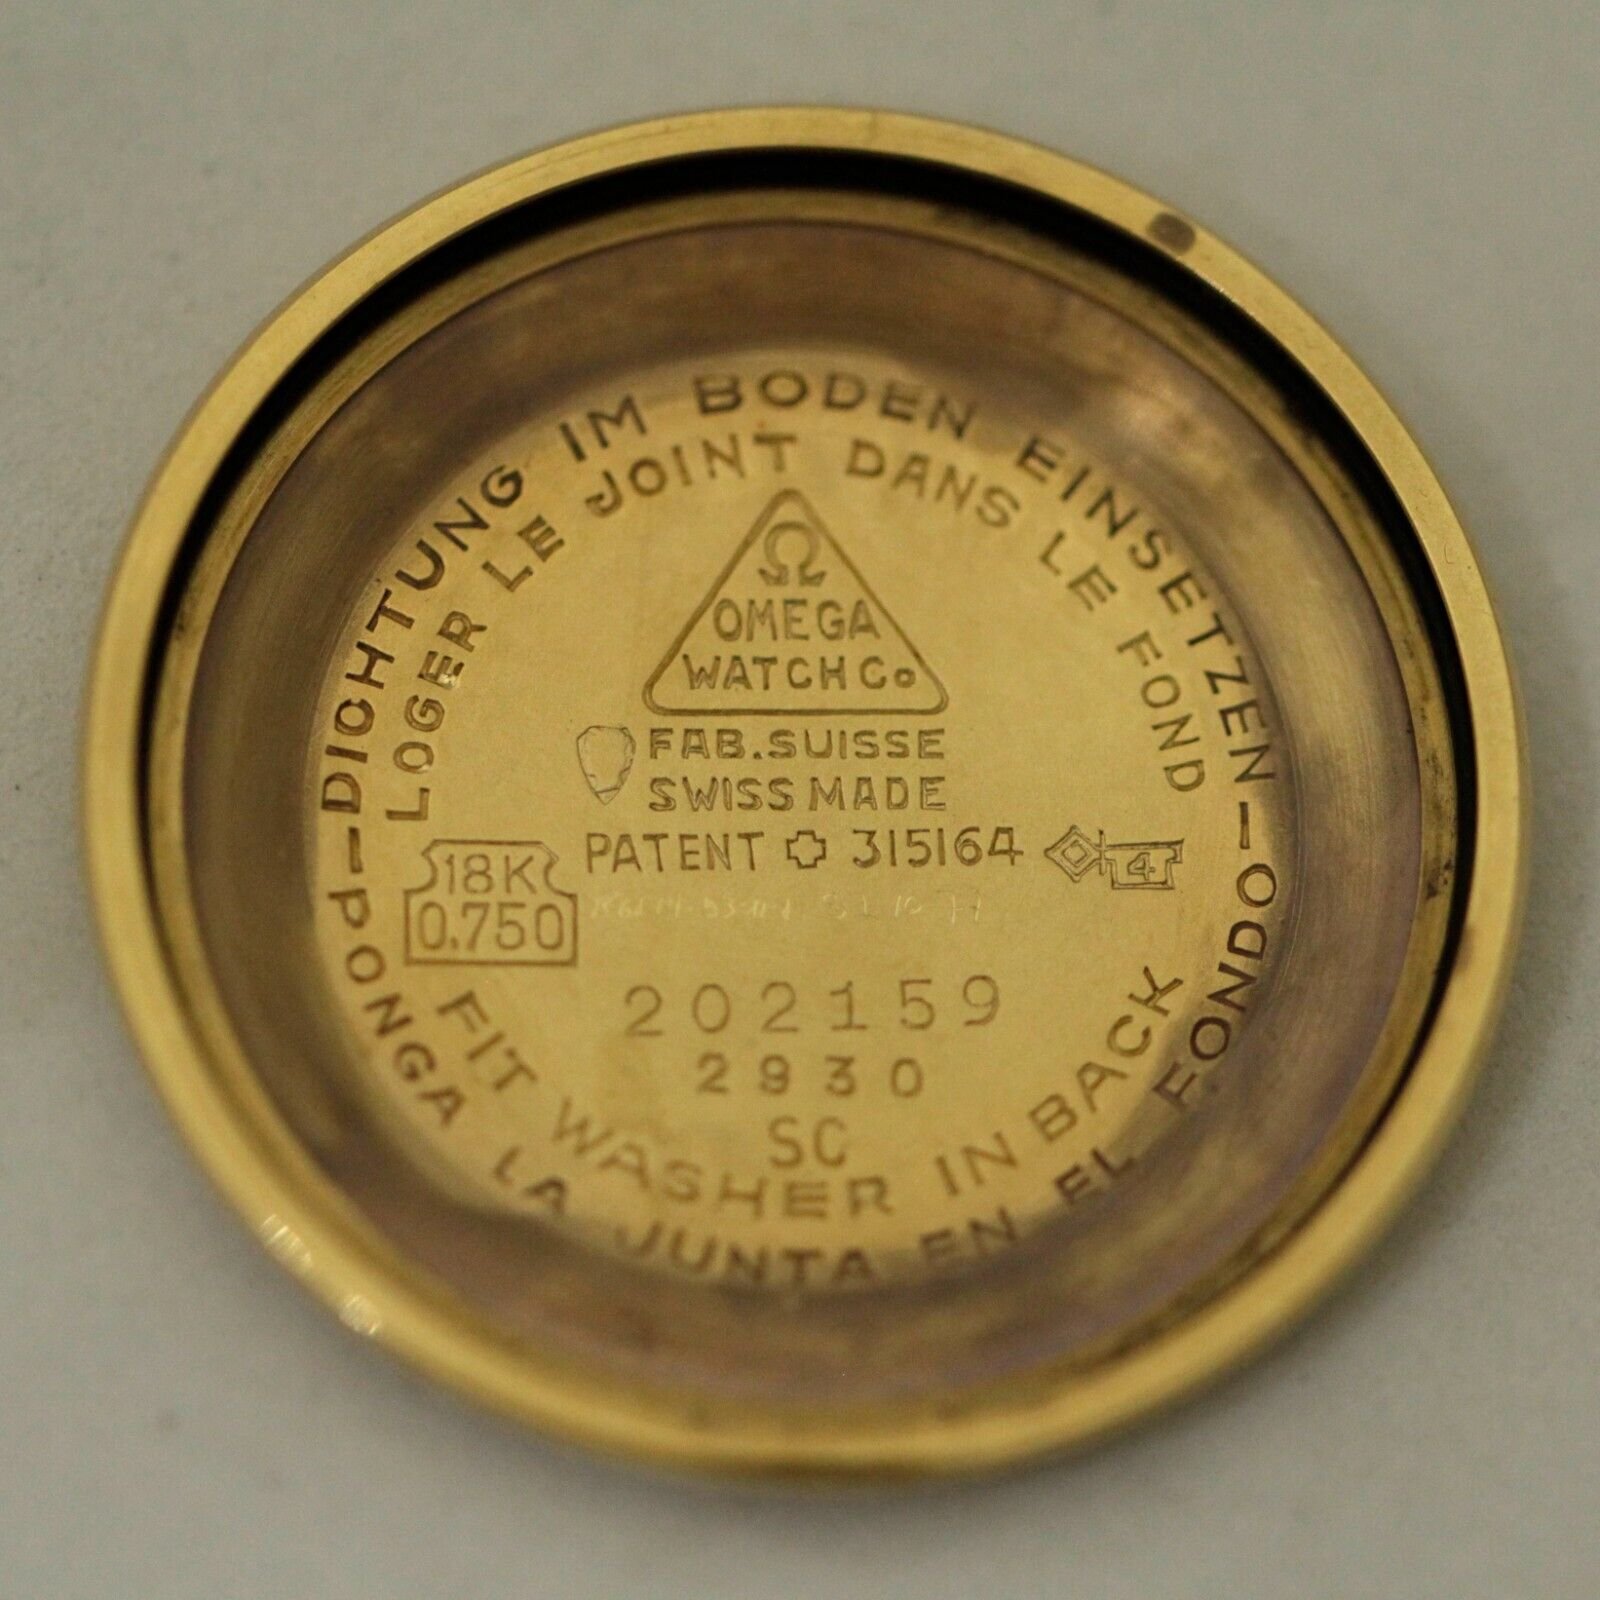 —DICHTUNG IM BODEN EINSETZEN—
LOGER LE JOINT DANS LE FOND
Ω
OMEGA
WATCH Co
FAB. SUISSE
SWISS MADE
PATENT ✚ 315164
4
18K
0.750
202159
2930
SC
FIT WASHER IN BACK
PONGA LA JUNTA EN EL FONDO